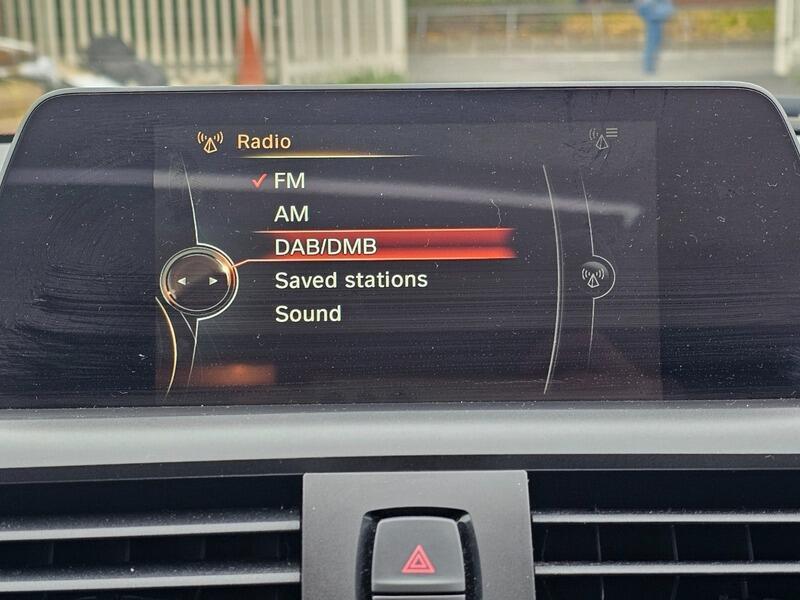 Radio
FM
AM
DAB/DMB
Saved stations
Sound